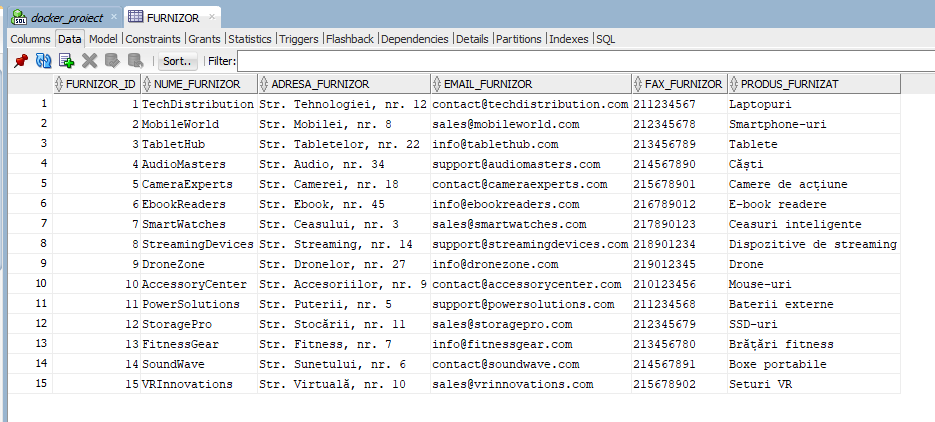 SQL docker_proiect × FURNIZOR ×
Columns Data Model Constraints Grants Statistics Triggers Flashback Dependencies Details Partitions Indexes SQL
Sort.. Filter:
FURNIZOR_ID NUME_FURNIZOR ADRESA_FURNIZOR EMAIL_FURNIZOR FAX_FURNIZOR PRODUS_FURNIZAT
1 1 TechDistribution Str. Tehnologiei, nr. 12 contact@techdistribution.com 211234567 Laptopuri
2 2 MobileWorld Str. Mobilei, nr. 8 sales@mobileworld.com 212345678 Smartphone-uri
3 3 TabletHub Str. Tabletelor, nr. 22 info@tablethub.com 213456789 Tablete
4 4 AudioMasters Str. Audio, nr. 34 support@audiomasters.com 214567890 Căști
5 5 CameraExperts Str. Camerei, nr. 18 contact@cameraexperts.com 215678901 Camere de acțiune
6 6 EbookReaders Str. Ebook, nr. 45 info@ebookreaders.com 216789012 E-book readere
7 7 SmartWatches Str. Ceasului, nr. 3 sales@smartwatches.com 217890123 Ceasuri inteligente
8 8 StreamingDevices Str. Streaming, nr. 14 support@streamingdevices.com 218901234 Dispozitive de streaming
9 9 DroneZone Str. Dronelor, nr. 27 info@dronezone.com 219012345 Drone
10 10 AccessoryCenter Str. Accesoriilor, nr. 9 contact@accessorycenter.com 210123456 Mouse-uri
11 11 PowerSolutions Str. Puterii, nr. 5 support@powersolutions.com 211234568 Baterii externe
12 12 StoragePro Str. Stocării, nr. 11 sales@storagepro.com 212345679 SSD-uri
13 13 FitnessGear Str. Fitness, nr. 7 info@fitnessgear.com 213456780 Brățări fitness
14 14 SoundWave Str. Sunetului, nr. 6 contact@soundwave.com 214567891 Boxe portabile
15 15 VRInnovations Str. Virtuală, nr. 10 sales@vrinnovations.com 215678902 Seturi VR